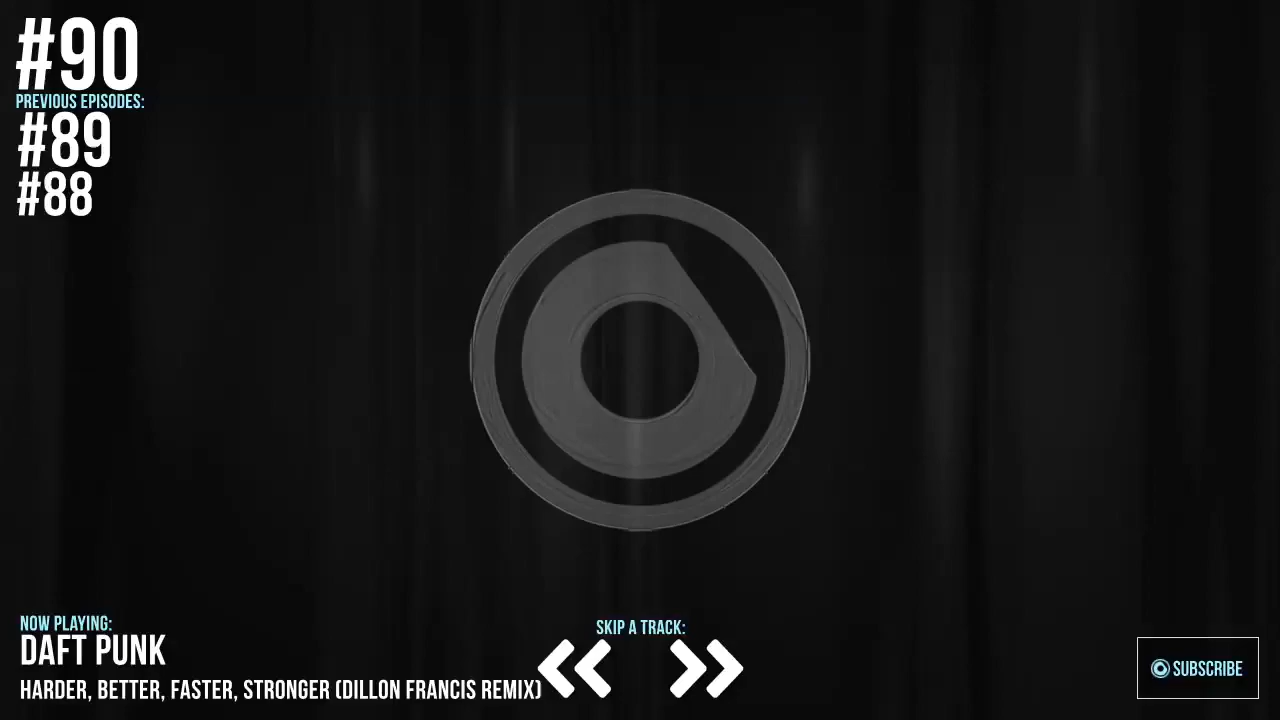 #90
PREVIOUS EPISODES:
#89
#88
NOW PLAYING:
DAFT PUNK
HARDER, BETTER, FASTER, STRONGER (DILLON FRANCIS REMIX)
SKIP A TRACK:
SUBSCRIBE